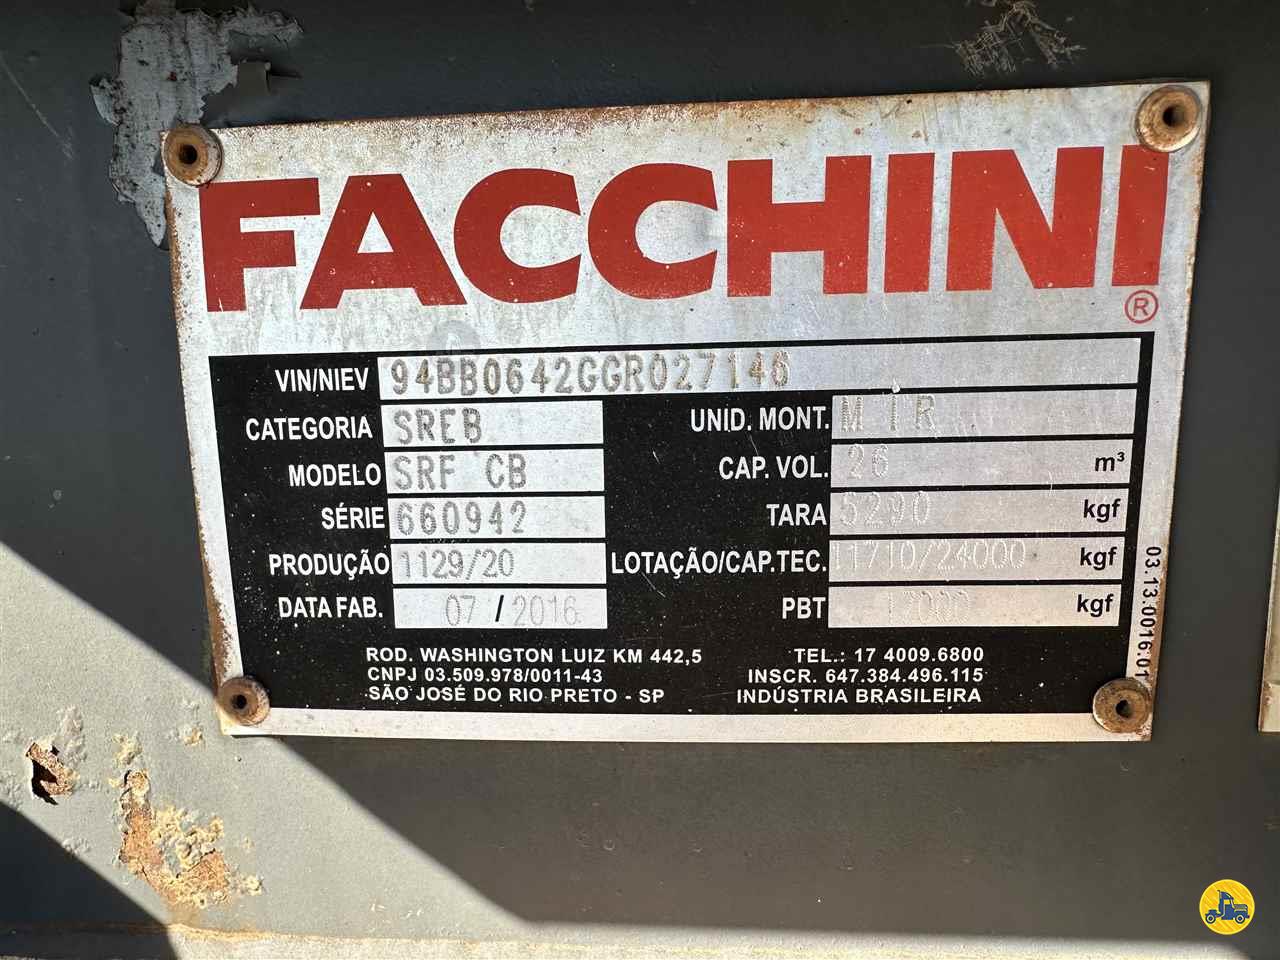 FACCHINI
®
VIN/NIEV 94BB0642GGR027146
CATEGORIA SREB UNID. MONT. MIR
MODELO SRF CB CAP. VOL. 26 m³
SÉRIE 660942 TARA 5290 kgf
PRODUÇÃO 1129/20 LOTAÇÃO/CAP.TEC. 11710/24000 kgf
DATA FAB. 07 / 2016 PBT 17000 kgf
ROD. WASHINGTON LUIZ KM 442,5 TEL.: 17 4009.6800
CNPJ 03.509.978/0011-43 INSCR. 647.384.496.115
SÃO JOSÉ DO RIO PRETO - SP INDÚSTRIA BRASILEIRA
03.13.0016.01